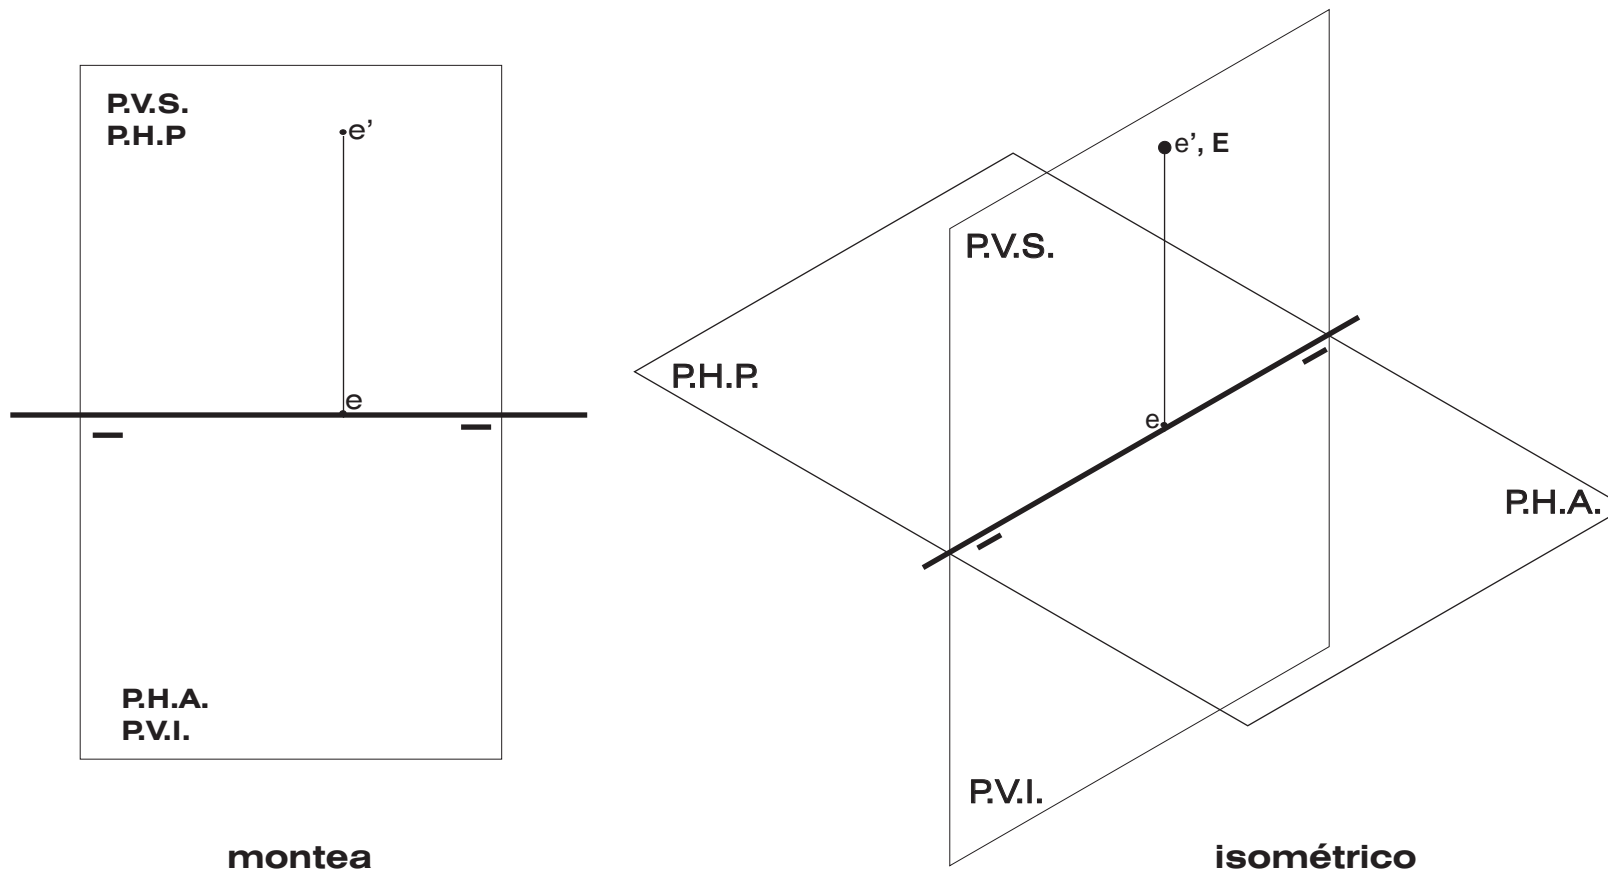 P.V.S.
P.H.P
e’
e
P.H.A.
P.V.I.
montea
e’, E
P.V.S.
P.H.P.
e
P.H.A.
P.V.I.
isométrico